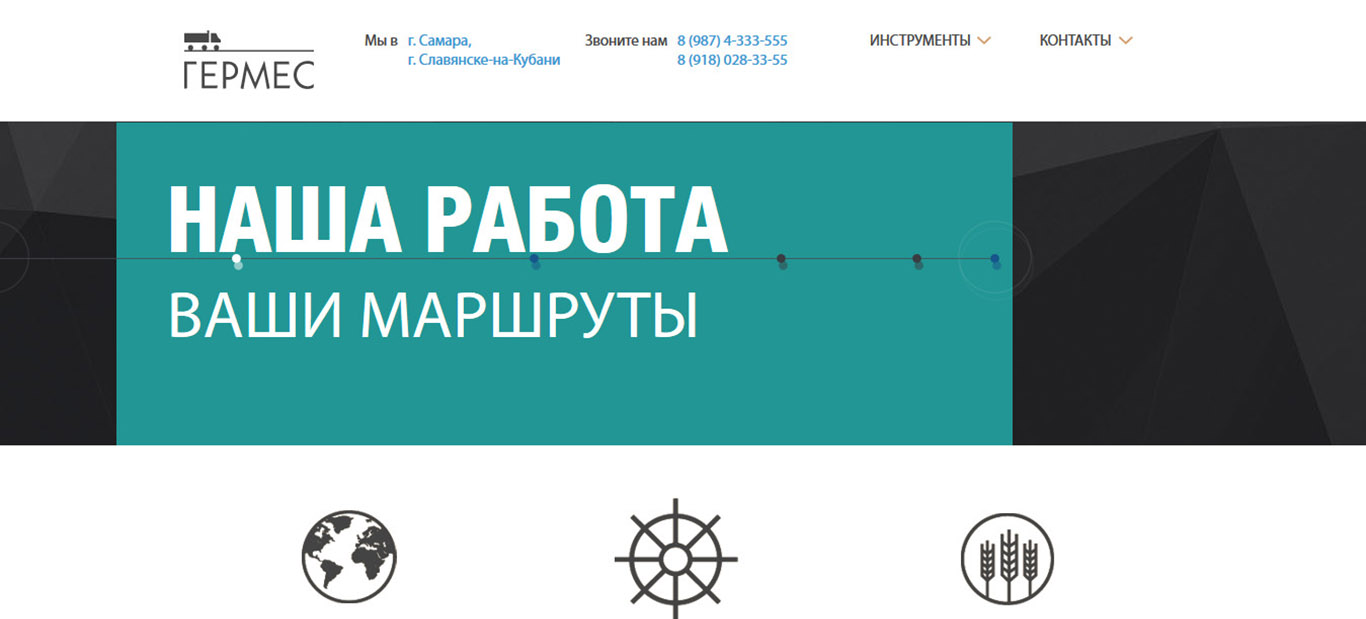 ГЕРМЕС
Мы в г. Самара,
г. Славянске-на-Кубани
Звоните нам 8 (987) 4-333-555
8 (918) 028-33-55
ИНСТРУМЕНТЫ
КОНТАКТЫ
НАША РАБОТА
ВАШИ МАРШРУТЫ